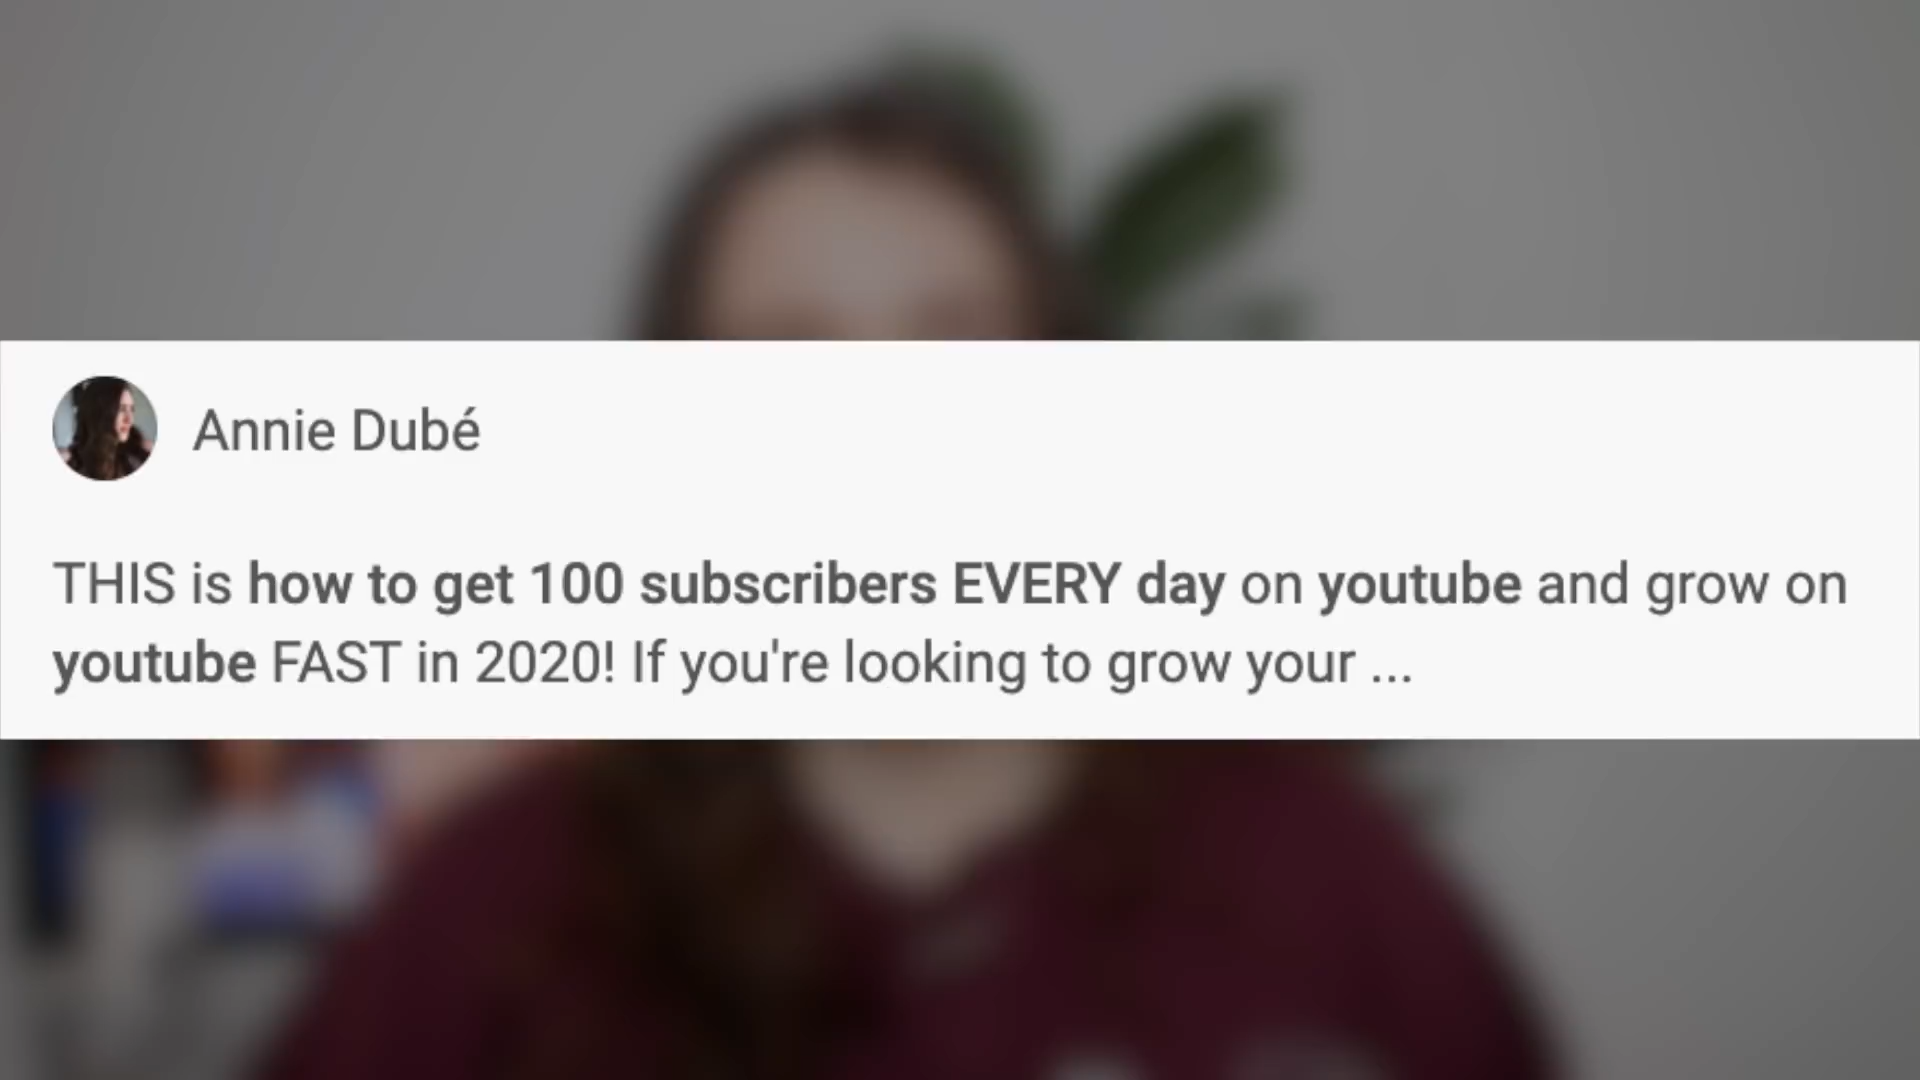 Annie Dubé
THIS is how to get 100 subscribers EVERY day on youtube and grow on
youtube FAST in 2020! If you're looking to grow your ...